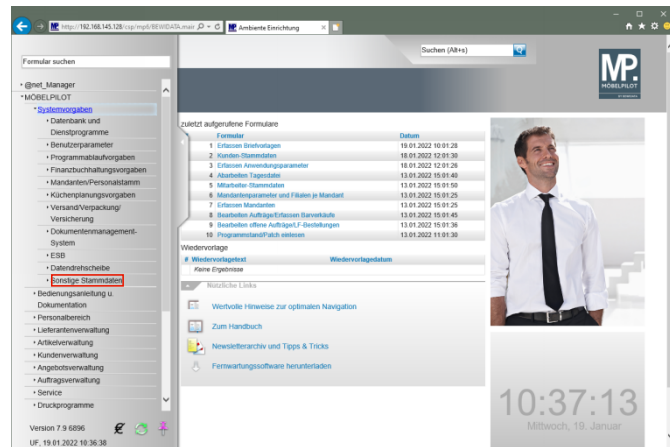 http://192.168.145.128/csp/mp6/BEWIDATA.mair
Ambiente Einrichtung
Formular suchen
Suchen (Alt+s)
MP.
MÖBELPILOT
@net_Manager
MÖBELPILOT
Systemvorgaben
Datenbank und
Dienstprogramme
Benutzerparameter
Programmablaufvorgaben
Finanzbuchhaltungsvorgaben
Mandanten/Personalstamm
Küchenplanungsvorgaben
Versand/Verpackung/
Versicherung
Dokumentenmanagement-
System
ESB
Datendrehscheibe
Sonstige Stammdaten
Bedienungsanleitung u.
Dokumentation
Personalbereich
Lieferantenverwaltung
Artikelverwaltung
Kundenverwaltung
Angebotsverwaltung
Auftragsverwaltung
Service
Druckprogramme
Version 7.9 6896
UF, 19.01.2022 10:36:38
zuletzt aufgerufene Formulare
Formular Datum
1 Erfassen Briefvorlagen 19.01.2022 10:01:28
2 Kunden-Stammdaten 18.01.2022 12:01:30
3 Erfassen Anwendungsparameter 18.01.2022 12:01:26
4 Abarbeiten Tagesdatei 13.01.2022 15:01:40
5 Mitarbeiter-Stammdaten 13.01.2022 15:01:50
6 Mandantenparameter und Filialen je Mandant 13.01.2022 15:01:25
7 Erfassen Mandanten 13.01.2022 15:01:25
8 Bearbeiten Aufträge/Erfassen Barverkäufe 13.01.2022 15:01:45
9 Bearbeiten offene Aufträge/LF-Bestellungen 13.01.2022 15:01:36
10 Programmstand/Patch einlesen 13.01.2022 11:01:30
Wiedervorlage
# Wiedervorlagetext Wiedervorlagedatum
Keine Ergebnisse
Nützliche Links
Wertvolle Hinweise zur optimalen Navigation
Zum Handbuch
Newsletterarchiv und Tipps & Tricks
Fernwartungssoftware herunterladen
10:37:13
Mittwoch, 19. Januar